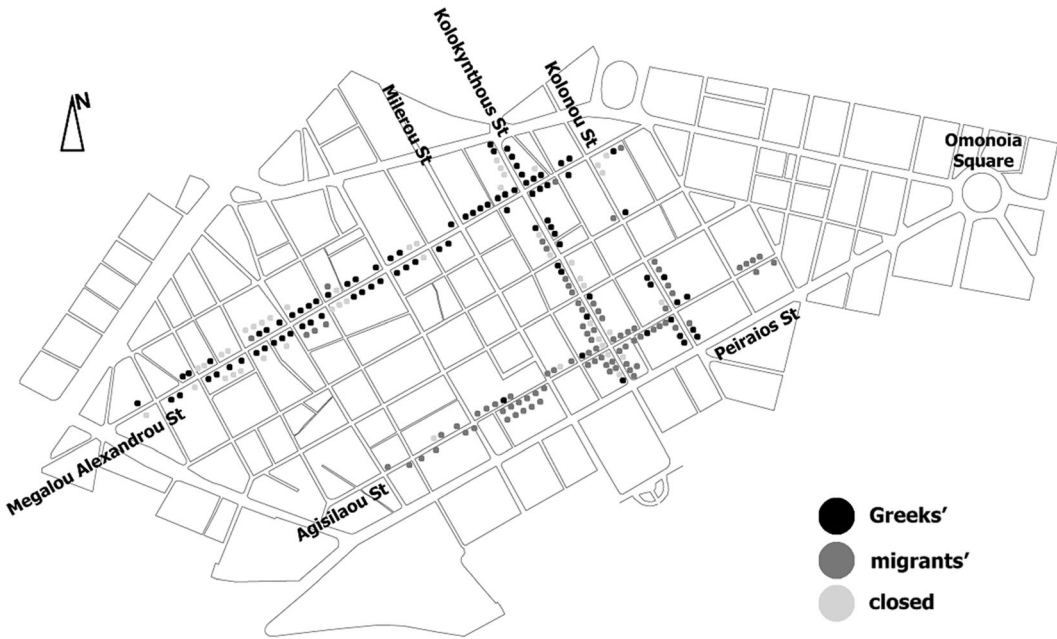 N
Kolokynthous St
Kolonou St
Milerou St
Omonoia
Square
Peiraios St
Megalou Alexandrou St
Agisilaou St
Greeks’
migrants’
closed